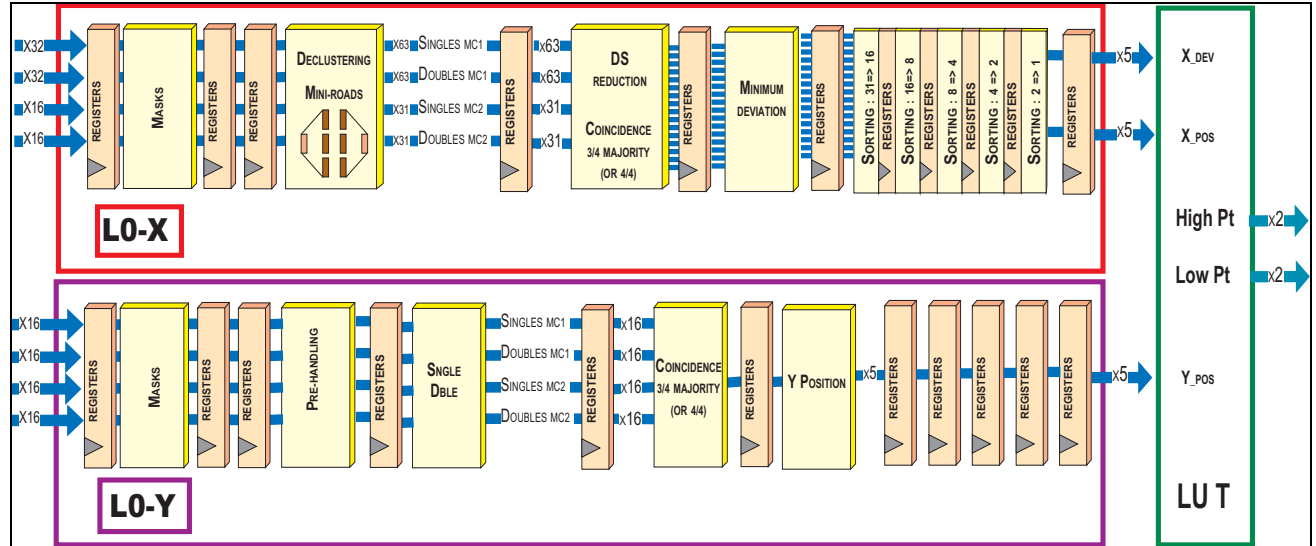 X32
X32
X16
X16
REGISTERS
MASKS
REGISTERS
REGISTERS
DECLUSTERING
MINI-ROADS
X63
X63
X31
X31
SINGLES MC1
DOUBLES MC1
SINGLES MC2
DOUBLES MC2
REGISTERS
x63
x63
x31
x31
DS
REDUCTION
COINCIDENCE
3/4 MAJORITY
(OR 4/4)
REGISTERS
MINIMUM
DEVIATION
REGISTERS
SORTING : 31=> 16
REGISTERS
SORTING : 16=> 8
REGISTERS
SORTING : 8 => 4
REGISTERS
SORTING : 4 => 2
REGISTERS
SORTING : 2 => 1
REGISTERS
x5
x5
L0-X
X_DEV
X_POS
High Pt
x2
Low Pt
x2
X16
X16
X16
X16
REGISTERS
MASKS
REGISTERS
REGISTERS
PRE-HANDLING
REGISTERS
SNGLE
DBLE
SINGLES MC1
DOUBLES MC1
SINGLES MC2
DOUBLES MC2
REGISTERS
x16
x16
x16
x16
COINCIDENCE
3/4 MAJORITY
(OR 4/4)
REGISTERS
Y POSITION
x5
REGISTERS
REGISTERS
REGISTERS
REGISTERS
REGISTERS
x5
Y_POS
L0-Y
LU T